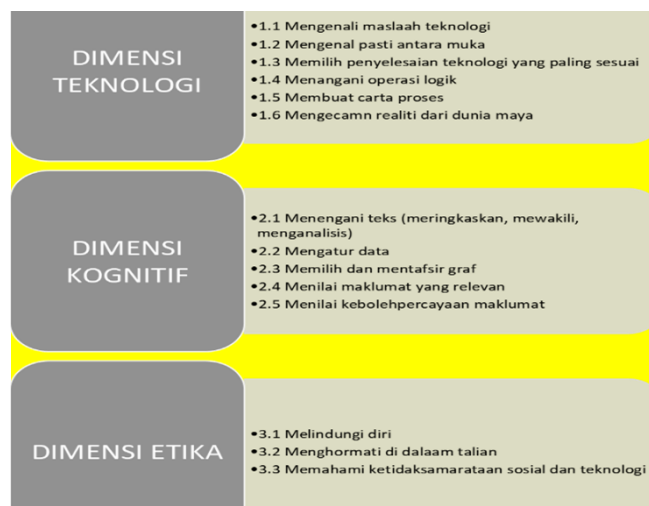 DIMENSI
TEKNOLOGI
•1.1 Mengenali maslaah teknologi
•1.2 Mengenal pasti antara muka
•1.3 Memilih penyelesaian teknologi yang paling sesuai
•1.4 Menangani operasi logik
•1.5 Membuat carta proses
•1.6 Mengecamn realiti dari dunia maya
DIMENSI
KOGNITIF
•2.1 Menengani teks (meringkaskan, mewakili,
menganalisis)
•2.2 Mengatur data
•2.3 Memilih dan mentafsir graf
•2.4 Menilai maklumat yang relevan
•2.5 Menilai kebolehpercayaan maklumat
DIMENSI ETIKA
•3.1 Melindungi diri
•3.2 Menghormati di dalaam talian
•3.3 Memahami ketidaksamarataan sosial dan teknologi